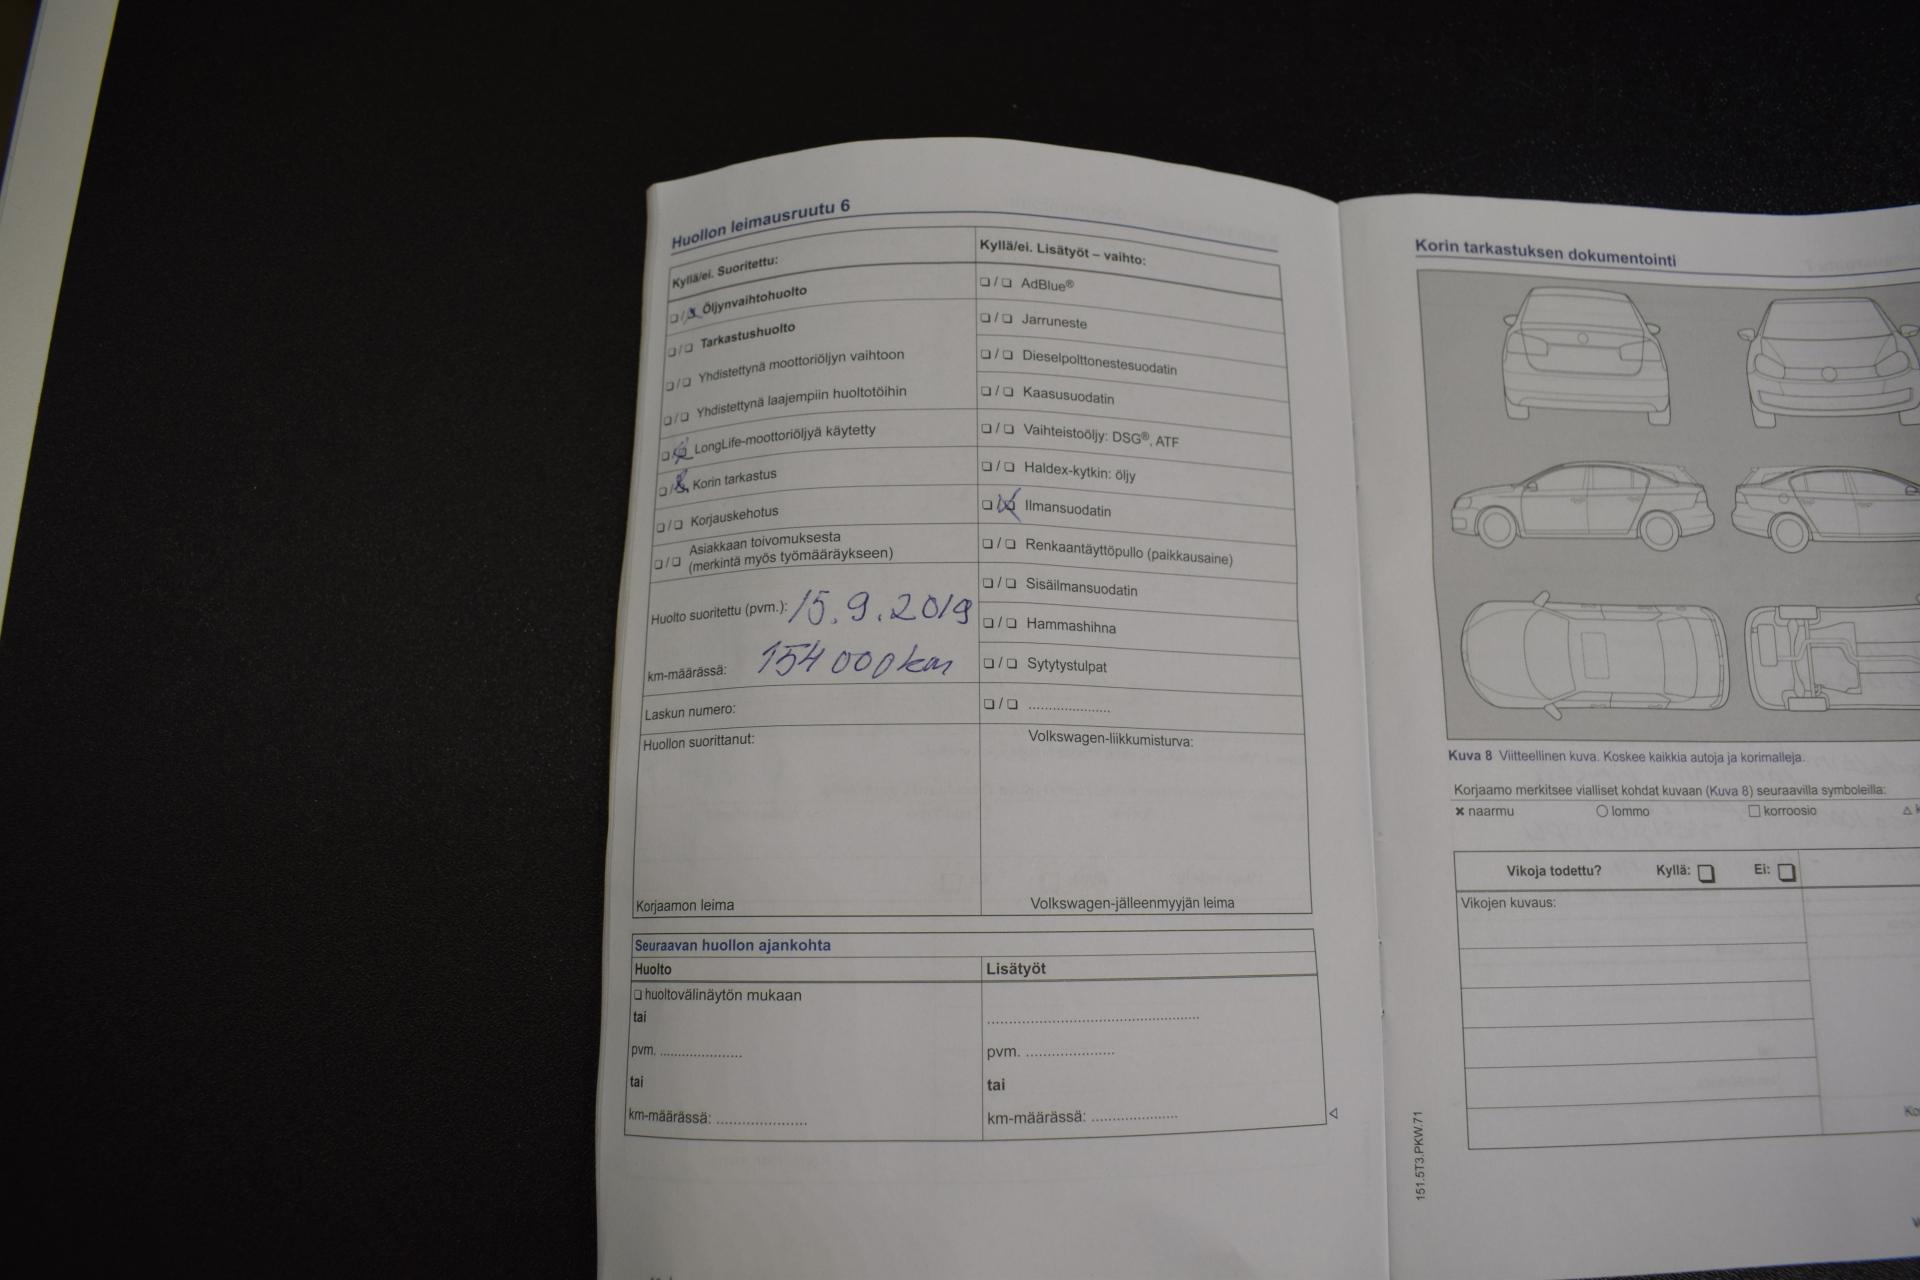 Huollon leimausruutu 6
Kyllä/ei. Suoritettu:
❏/❏ Öljynvaihtohuolto
❏/❏ Tarkastushuolto
❏/❏ Yhdistettynä moottoriöljyn vaihtoon
❏/❏ Yhdistettynä laajempiin huoltotöihin
❏/❏ LongLife-moottoriöljyä käytetty
❏/❏ Korin tarkastus
❏/❏ Korjauskehotus
❏/❏ Asiakkaan toivomuksesta
(merkintä myös työmääräykseen)
Huolto suoritettu (pvm.): 15.9.2019
km-määrässä: 154 000km
Laskun numero:
Huollon suorittanut:
Korjaamon leima
Kyllä/ei. Lisätyöt – vaihto:
❏/❏ AdBlue®
❏/❏ Jarruneste
❏/❏ Dieselpolttonestesuodatin
❏/❏ Kaasusuodatin
❏/❏ Vaihteistoöljy: DSG®, ATF
❏/❏ Haldex-kytkin: öljy
❏/❏ Ilmansuodatin
❏/❏ Renkaantäyttöpullo (paikkausaine)
❏/❏ Sisäilmansuodatin
❏/❏ Hammashihna
❏/❏ Sytytystulpat
❏/❏ ....................
Volkswagen-liikkumisturva:
Volkswagen-jälleenmyyjän leima
Seuraavan huollon ajankohta
Huolto
❏ huoltovälinäytön mukaan
tai
pvm. ....................
tai
km-määrässä: ......................
Lisätyöt
....................................................
pvm. ......................
tai
km-määrässä: .....................
Korin tarkastuksen dokumentointi
Kuva 8 Viitteellinen kuva. Koskee kaikkia autoja ja korimalleja.
Korjaamo merkitsee vialliset kohdat kuvaan (Kuva 8) seuraavilla symboleilla:
✖ naarmu ○ lommo □ korroosio △
Vikoja todettu? Kyllä: ❏ Ei: ❏
Vikojen kuvaus:
151.5T3.PKW.71